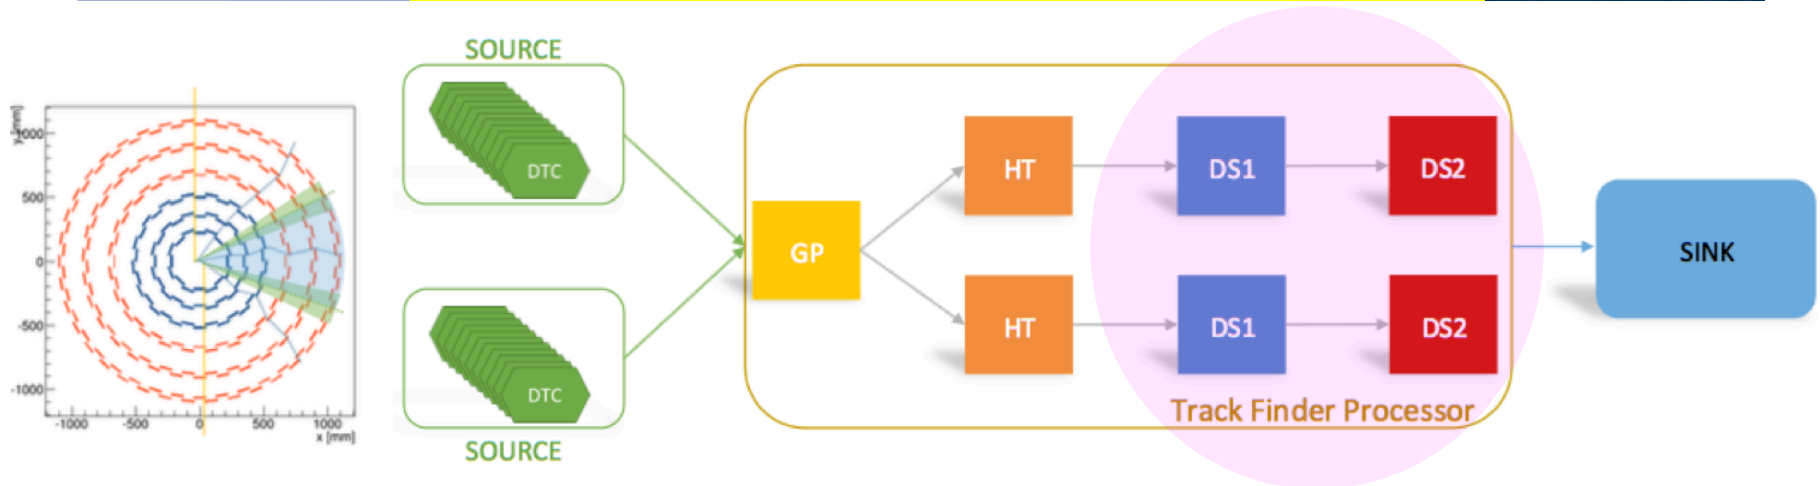 SOURCE
DTC
y [mm]
1000
500
0
-500
-1000
-1000
-500
0
500
1000
x [mm]
DTC
SOURCE
GP
HT
DS1
DS2
HT
DS1
DS2
Track Finder Processor
SINK